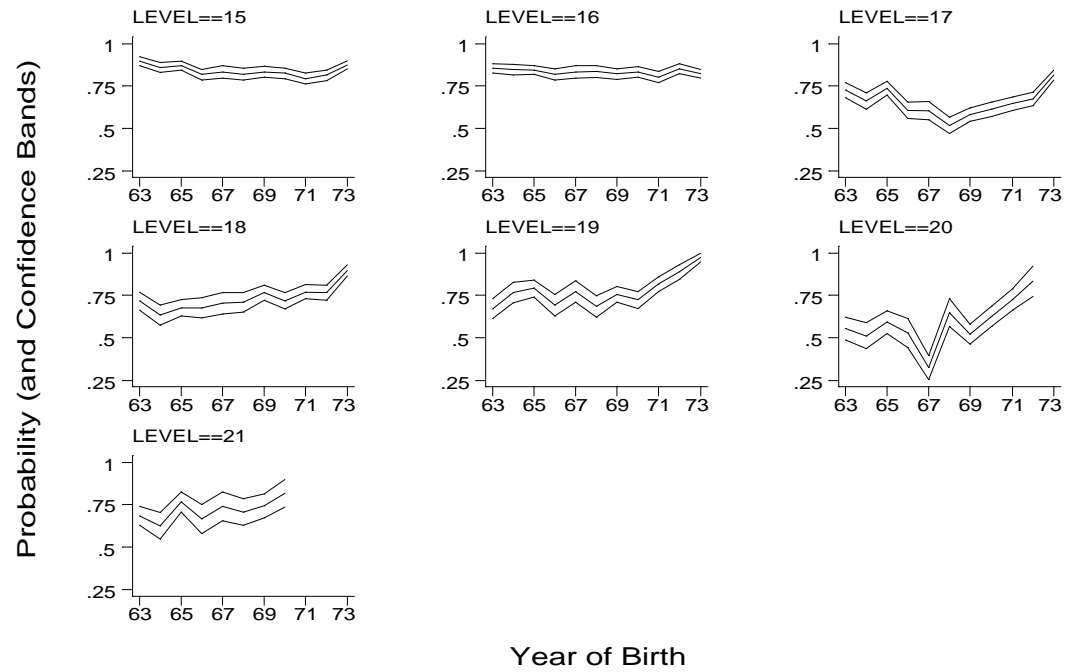 Probability (and Confidence Bands)
LEVEL==15
1
.75
.5
.25
63 65 67 69 71 73
LEVEL==16
1
.75
.5
.25
63 65 67 69 71 73
LEVEL==17
1
.75
.5
.25
63 65 67 69 71 73
LEVEL==18
1
.75
.5
.25
63 65 67 69 71 73
LEVEL==19
1
.75
.5
.25
63 65 67 69 71 73
LEVEL==20
1
.75
.5
.25
63 65 67 69 71 73
LEVEL==21
1
.75
.5
.25
63 65 67 69 71 73
Year of Birth